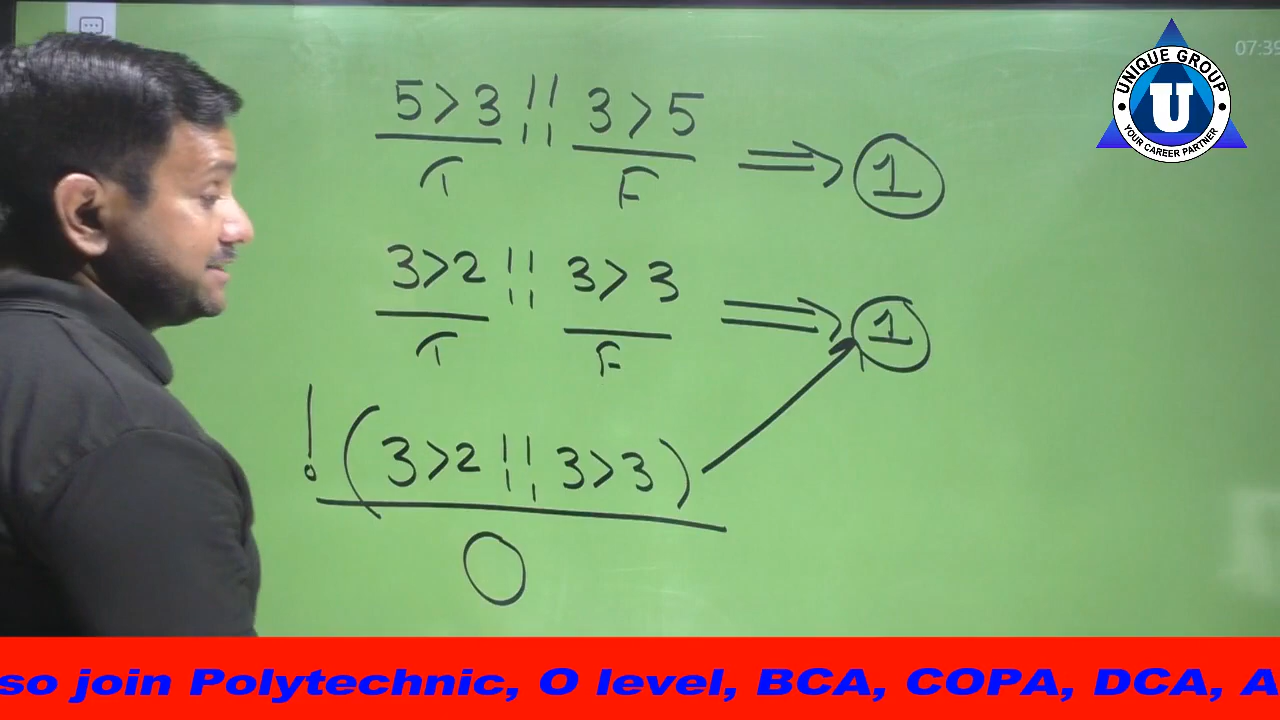 07:39
UNIQUE GROUP
U
YOUR CAREER PARTNER
5>3 || 3>5 ⇒ 1
T F
3>2 || 3>3 ⇒ 1
T F
!(3>2 || 3>3)
0
so join Polytechnic, O level, BCA, COPA, DCA, A